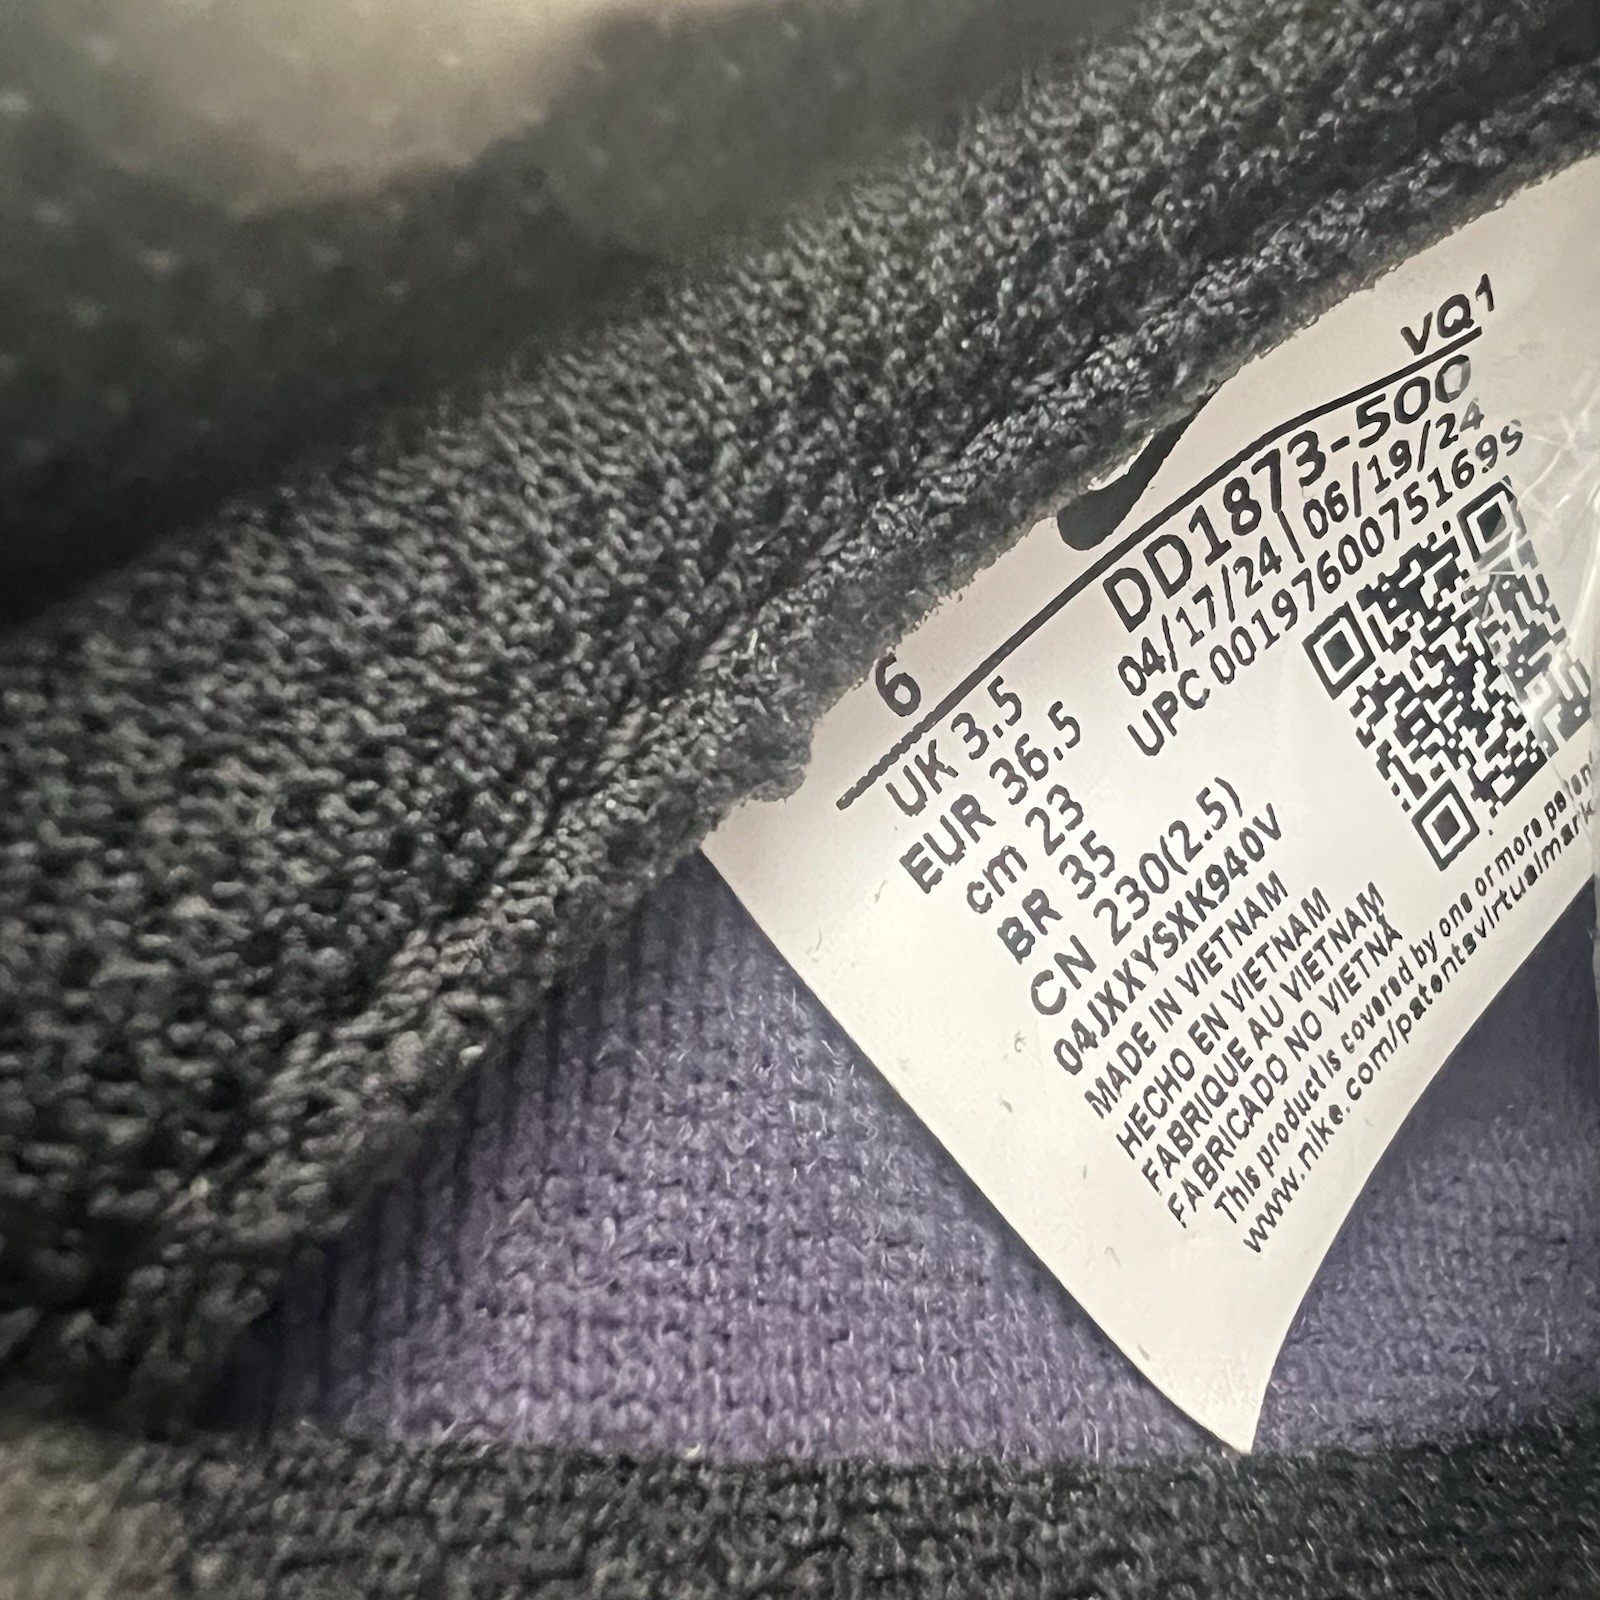 VQ1
6
DD1873-500
UK 3.5
04/17/24 | 06/19/24
EUR 36.5
UPC 00197600751695
cm 23
BR 35
CN 230(2.5)
04JXXYSXK940V
MADE IN VIETNAM
HECHO EN VIETNAM
FABRIQUE AU VIETNAM
FABRICADO NO VIETNÃ
This product is covered by one or more
www.nike.com/patentsvirtualmark